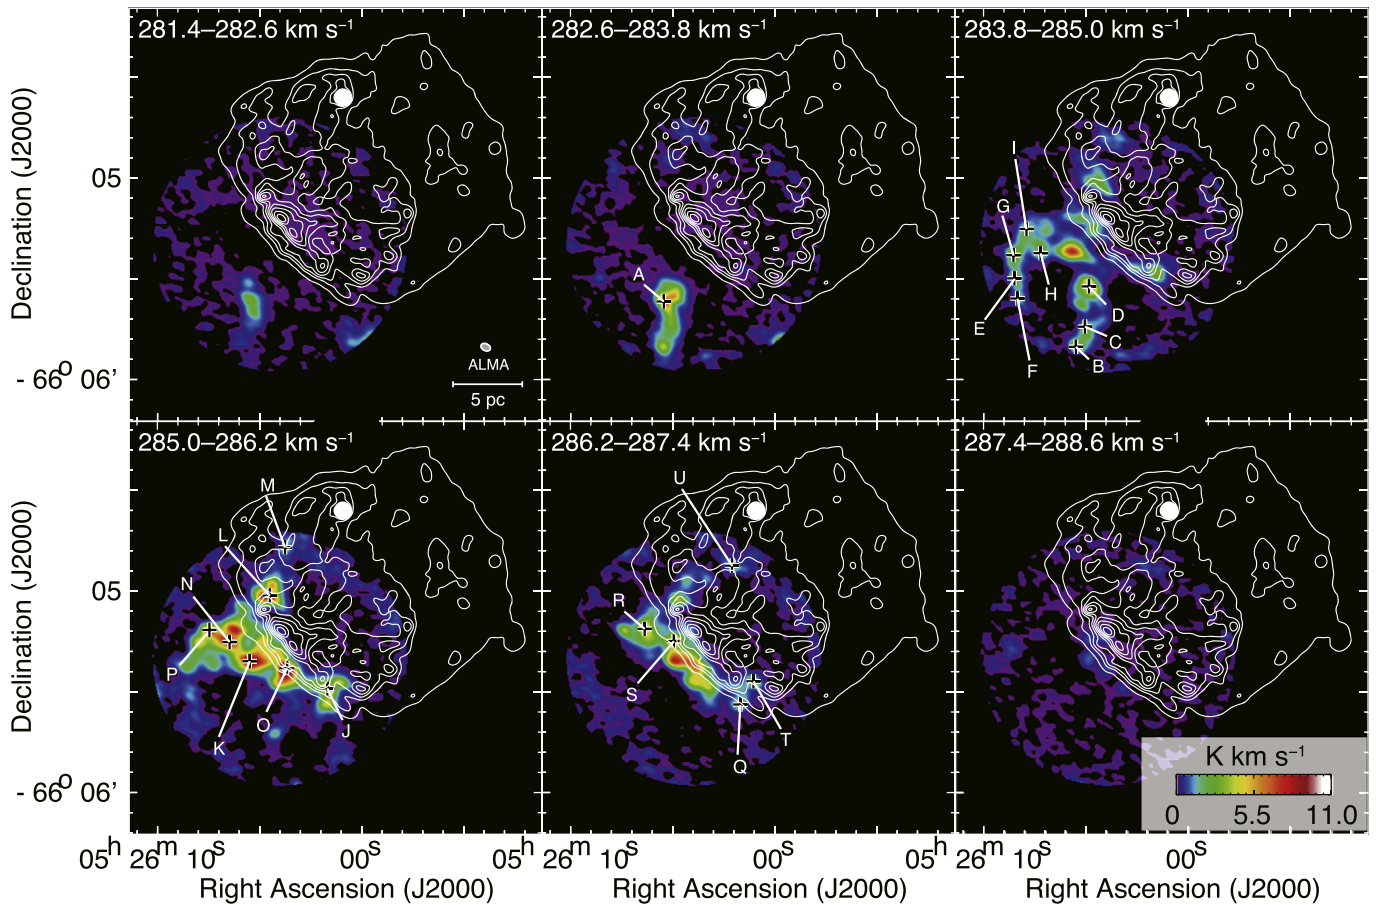 281.4–282.6 km s⁻¹
282.6–283.8 km s⁻¹
283.8–285.0 km s⁻¹
Declination (J2000)
05
- 66° 06'
ALMA
5 pc
A
I
G
H
E
D
C
F
B
285.0–286.2 km s⁻¹
286.2–287.4 km s⁻¹
287.4–288.6 km s⁻¹
Declination (J2000)
05
- 66° 06'
M
L
N
P
K
O
J
U
R
S
Q
T
K km s⁻¹
0 5.5 11.0
05ʰ 26ᵐ 10ˢ 00ˢ
05ʰ 26ᵐ 10ˢ 00ˢ
05ʰ 26ᵐ 10ˢ 00ˢ
Right Ascension (J2000)
Right Ascension (J2000)
Right Ascension (J2000)